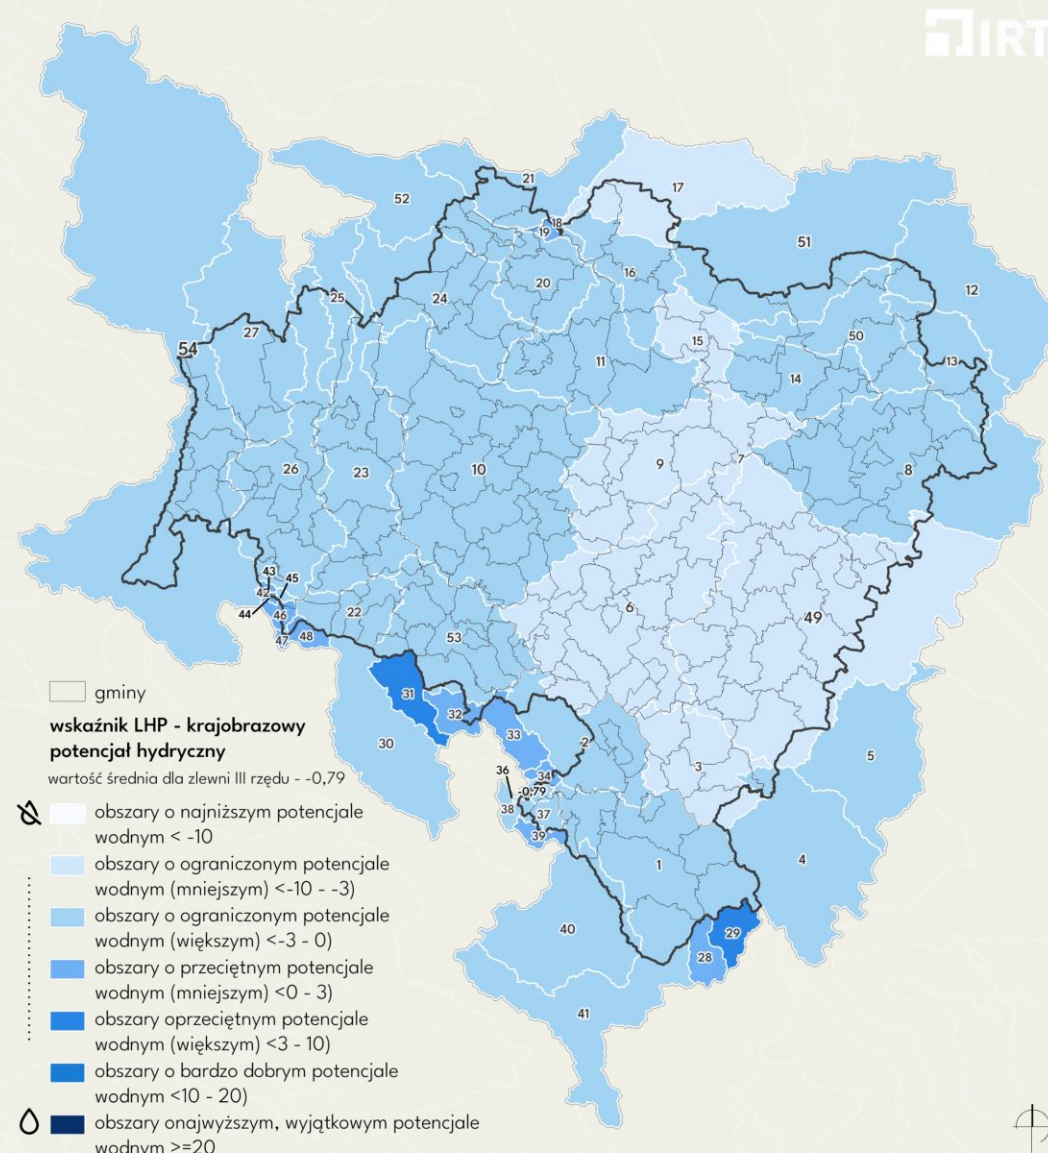 IRT
21
17
52
18
19
51
16
20
12
25
24
27
50
15
54
11
13
14
9
7
10
8
26
23
43
45
42
6
44
46
22
49
53
47
48
gminy
31
wskaźnik LHP - krajobrazowy
potencjał hydryczny
32
33
30
2
5
wartość średnia dla zlewni III rzędu - -0,79
36
34
3
-0,79
obszary o najniższym potencjale
wodnym < -10
38
37
39
obszary o ograniczonym potencjale
wodnym (mniejszym) <-10 - -3)
1
4
obszary o ograniczonym potencjale
wodnym (większym) <-3 - 0)
40
29
28
obszary o przeciętnym potencjale
wodnym (mniejszym) <0 - 3)
41
obszary oprzeciętnym potencjale
wodnym (większym) <3 - 10)
obszary o bardzo dobrym potencjale
wodnym <10 - 20)
obszary onajwyższym, wyjątkowym potencjale
wodnym >=20